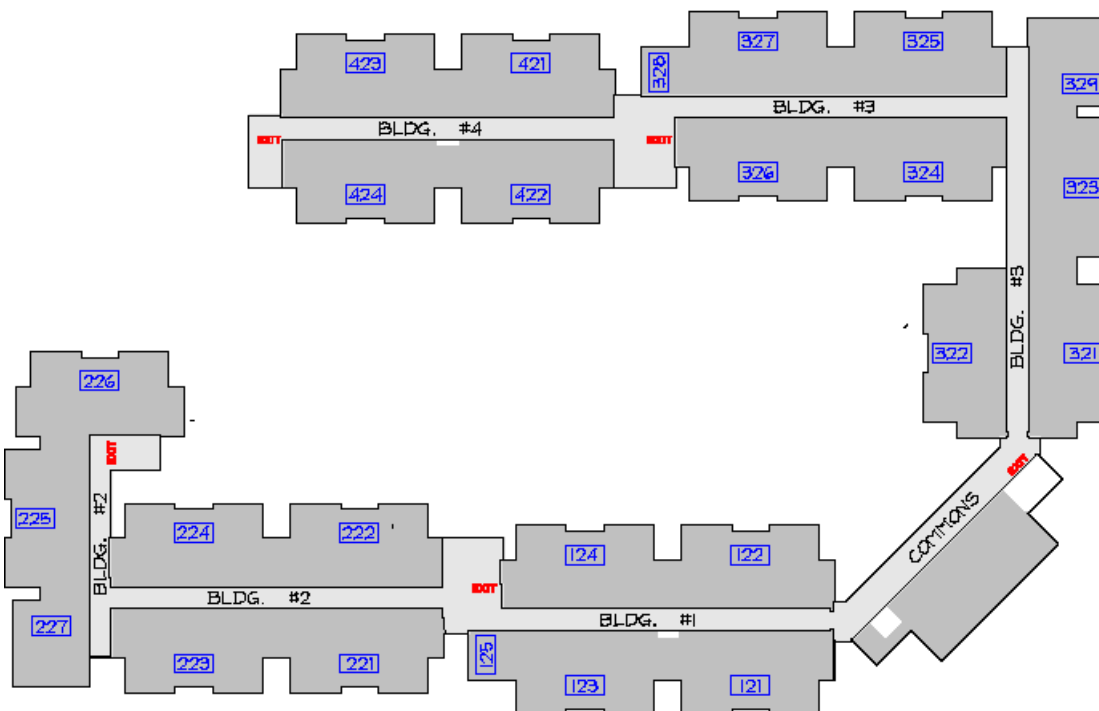 327
325
423
421
328
329
BLDG. #3
BLDG. #4
EXIT
EXIT
326
324
323
424
422
BLDG. #3
322
321
226
EXIT
EXIT
BLDG. #2
COMMONS
225
224
222
124
122
EXIT
BLDG. #2
BLDG. #1
227
125
223
221
123
121